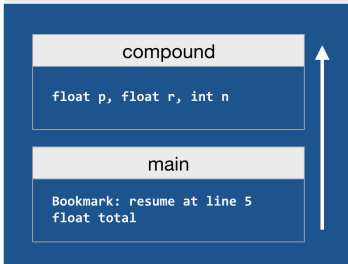 compound
float p, float r, int n
main
Bookmark: resume at line 5
float total